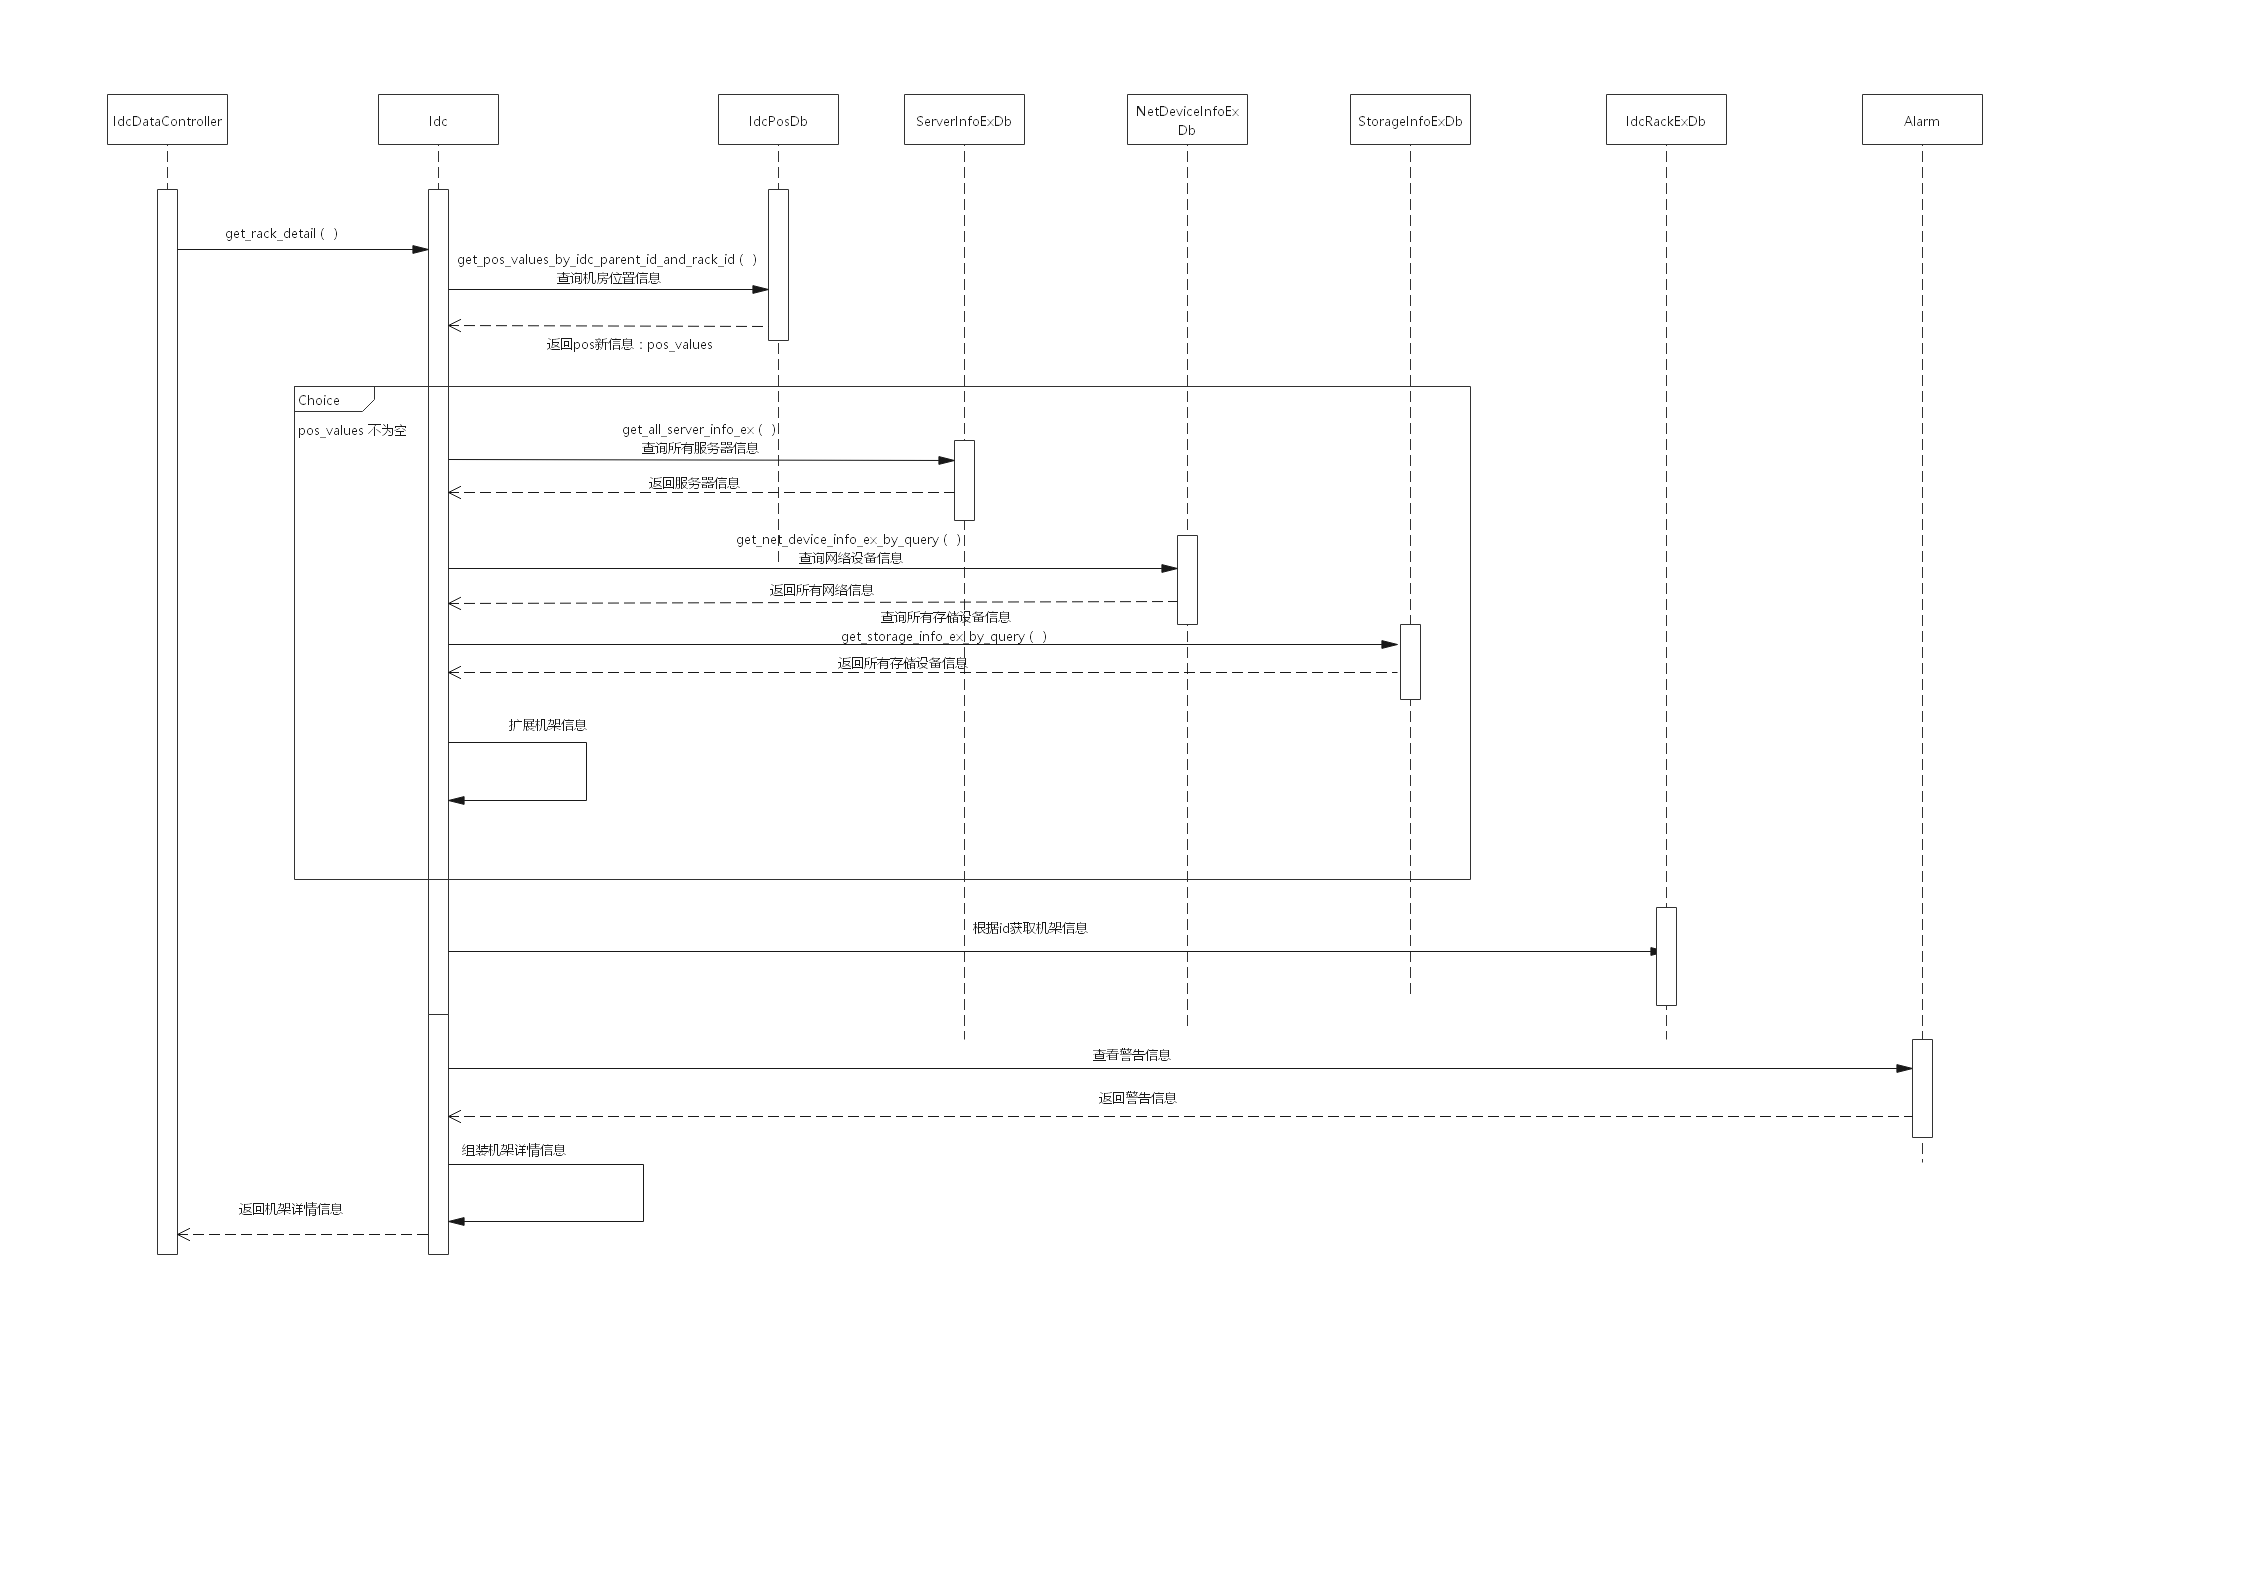 IdcDataController
Idc
IdcPosDb
ServerInfoExDb
NetDeviceInfoEx
Db
StorageInfoExDb
IdcRackExDb
Alarm
get_rack_detail (  )
get_pos_values_by_idc_parent_id_and_rack_id (  )
查询机房位置信息
返回pos新信息：pos_values
Choice
pos_values 不为空
get_all_server_info_ex (  )
查询所有服务器信息
返回服务器信息
get_net_device_info_ex_by_query (  )
查询网络设备信息
返回所有网络信息
查询所有存储设备信息
get_storage_info_ex_by_query (  )
返回所有存储设备信息
扩展机架信息
根据id获取机架信息
查看警告信息
返回警告信息
组装机架详情信息
返回机架详情信息